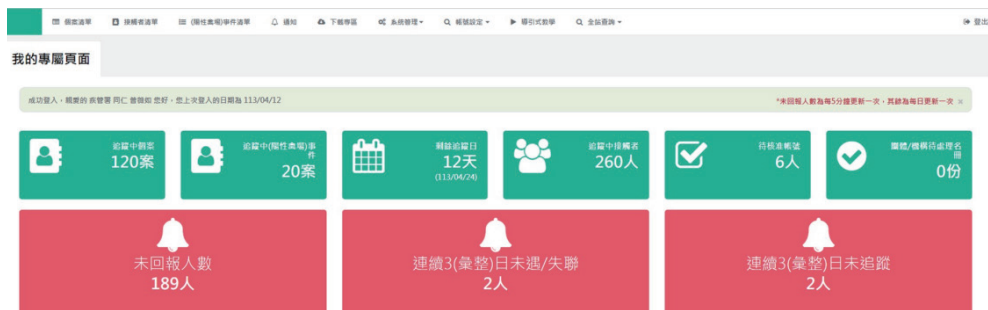 個案清單 接觸者清單 (陽性禽場)事件清單 通知 下載專區 系統管理 帳號設定 導引式教學 全站查詢 登出
我的專屬頁面
成功登入，親愛的 疾管署 同仁 曾薇如 您好，您上次登入的日期為 113/04/12 *未回報人數為每5分鐘更新一次，其餘為每日更新一次 ×
追蹤中個案
120案
追蹤中(陽性禽場)事
件
20案
剩餘追蹤日
12天
(113/04/24)
追蹤中接觸者
260人
待核准帳號
6人
團體/機構待處理名
冊
0份
未回報人數
189人
連續3(彙整)日未遇/失聯
2人
連續3(彙整)日未追蹤
2人